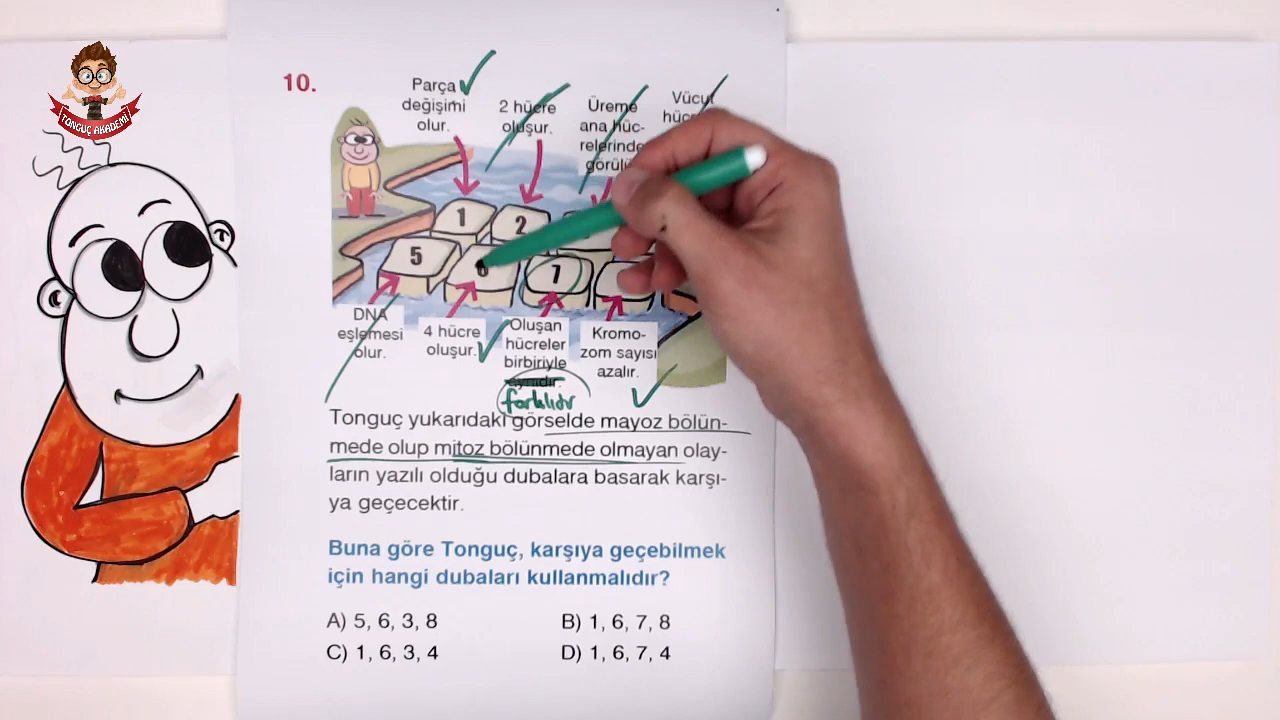 TONGUÇ AKADEMİ
10.
Parça
değişimi
olur.
2 hücre
oluşur.
Üreme
ana hüc-
relerinde
Vücut
1
2
5
6
7
DNA
eşlemesi
olur.
4 hücre
oluşur.
Oluşan
hücreler
birbiriyle
farklıdır
Kromo-
zom sayısı
azalır.
Tonguç yukarıdaki görselde mayoz bölün-
mede olup mitoz bölünmede olmayan olay-
ların yazılı olduğu dubalara basarak karşı-
ya geçecektir.
Buna göre Tonguç, karşıya geçebilmek
için hangi dubaları kullanmalıdır?
A) 5, 6, 3, 8
B) 1, 6, 7, 8
C) 1, 6, 3, 4
D) 1, 6, 7, 4